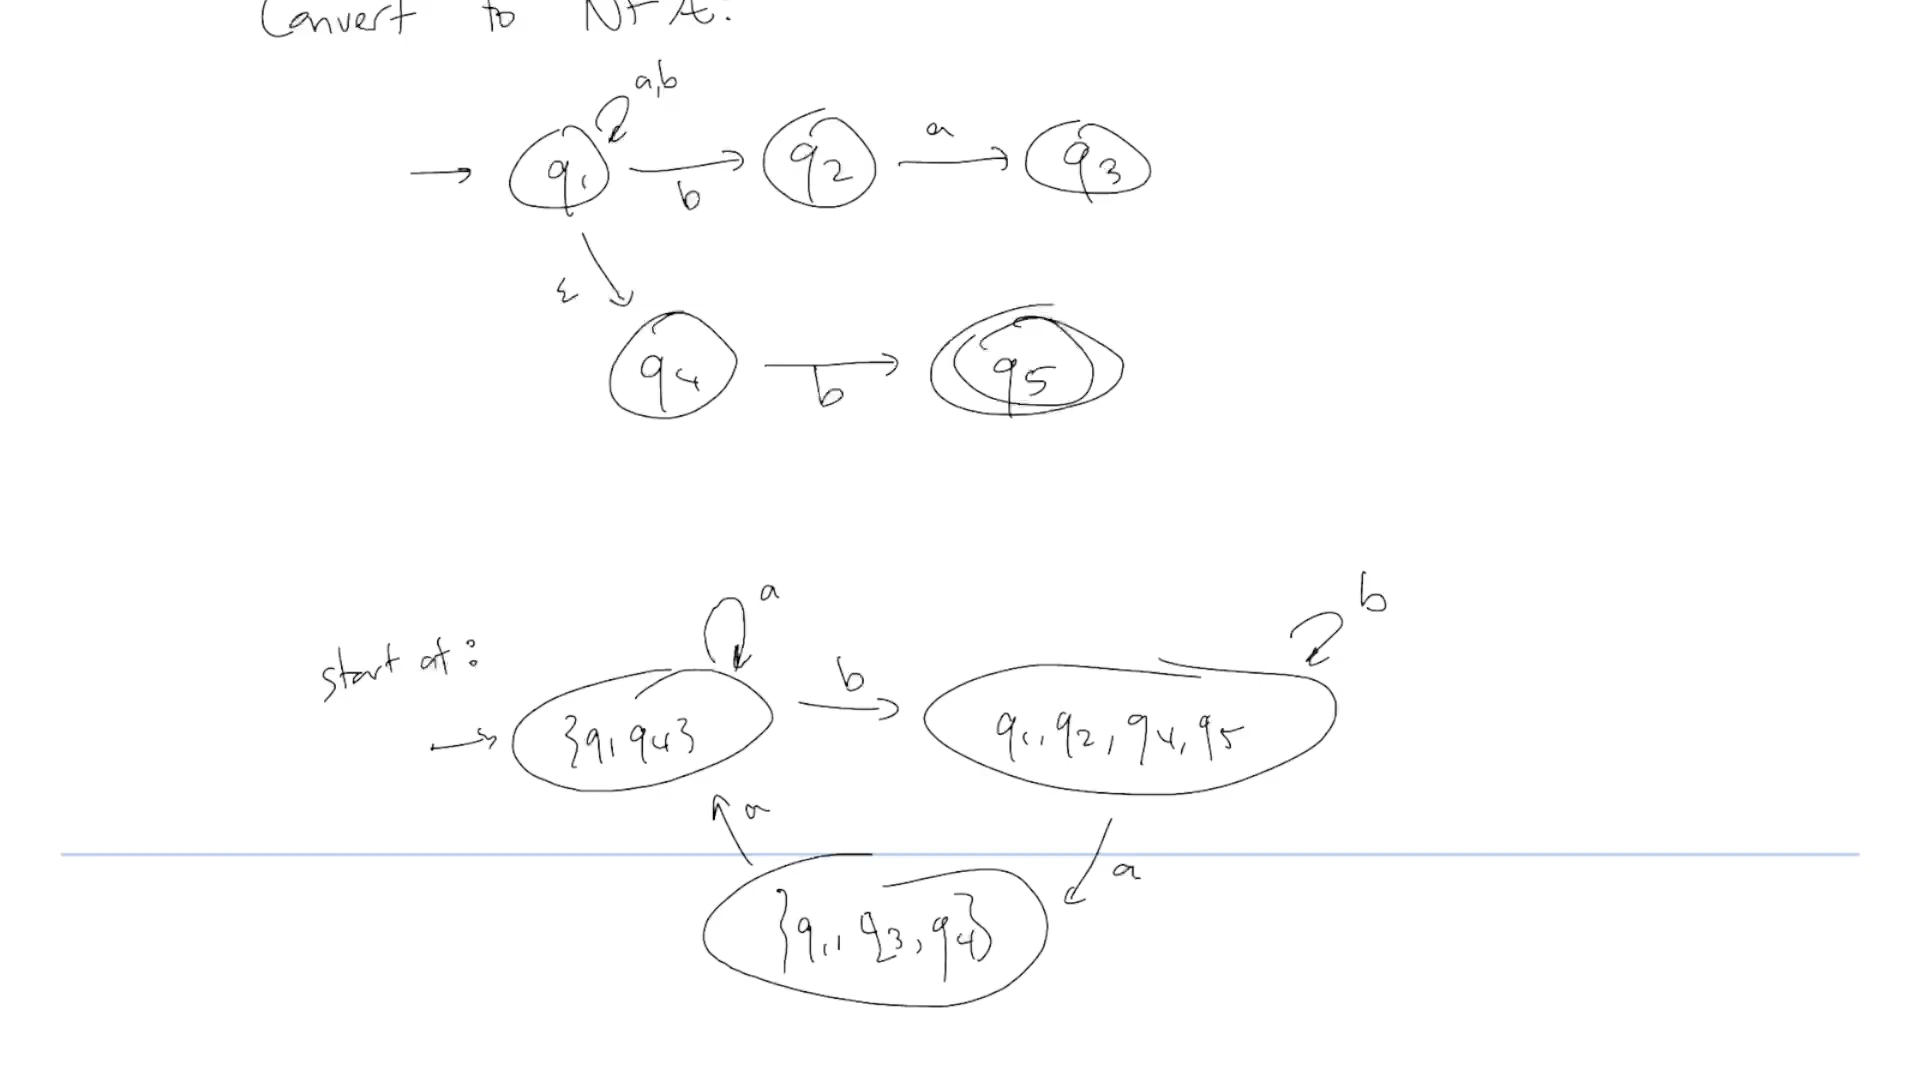 Convert to NFA:
a,b
q1 b q2 a q3
ε
q4 b q5
a b
start at: b
{q1 q4} q1, q2, q4, q5
a a
{q1, q3, q4}